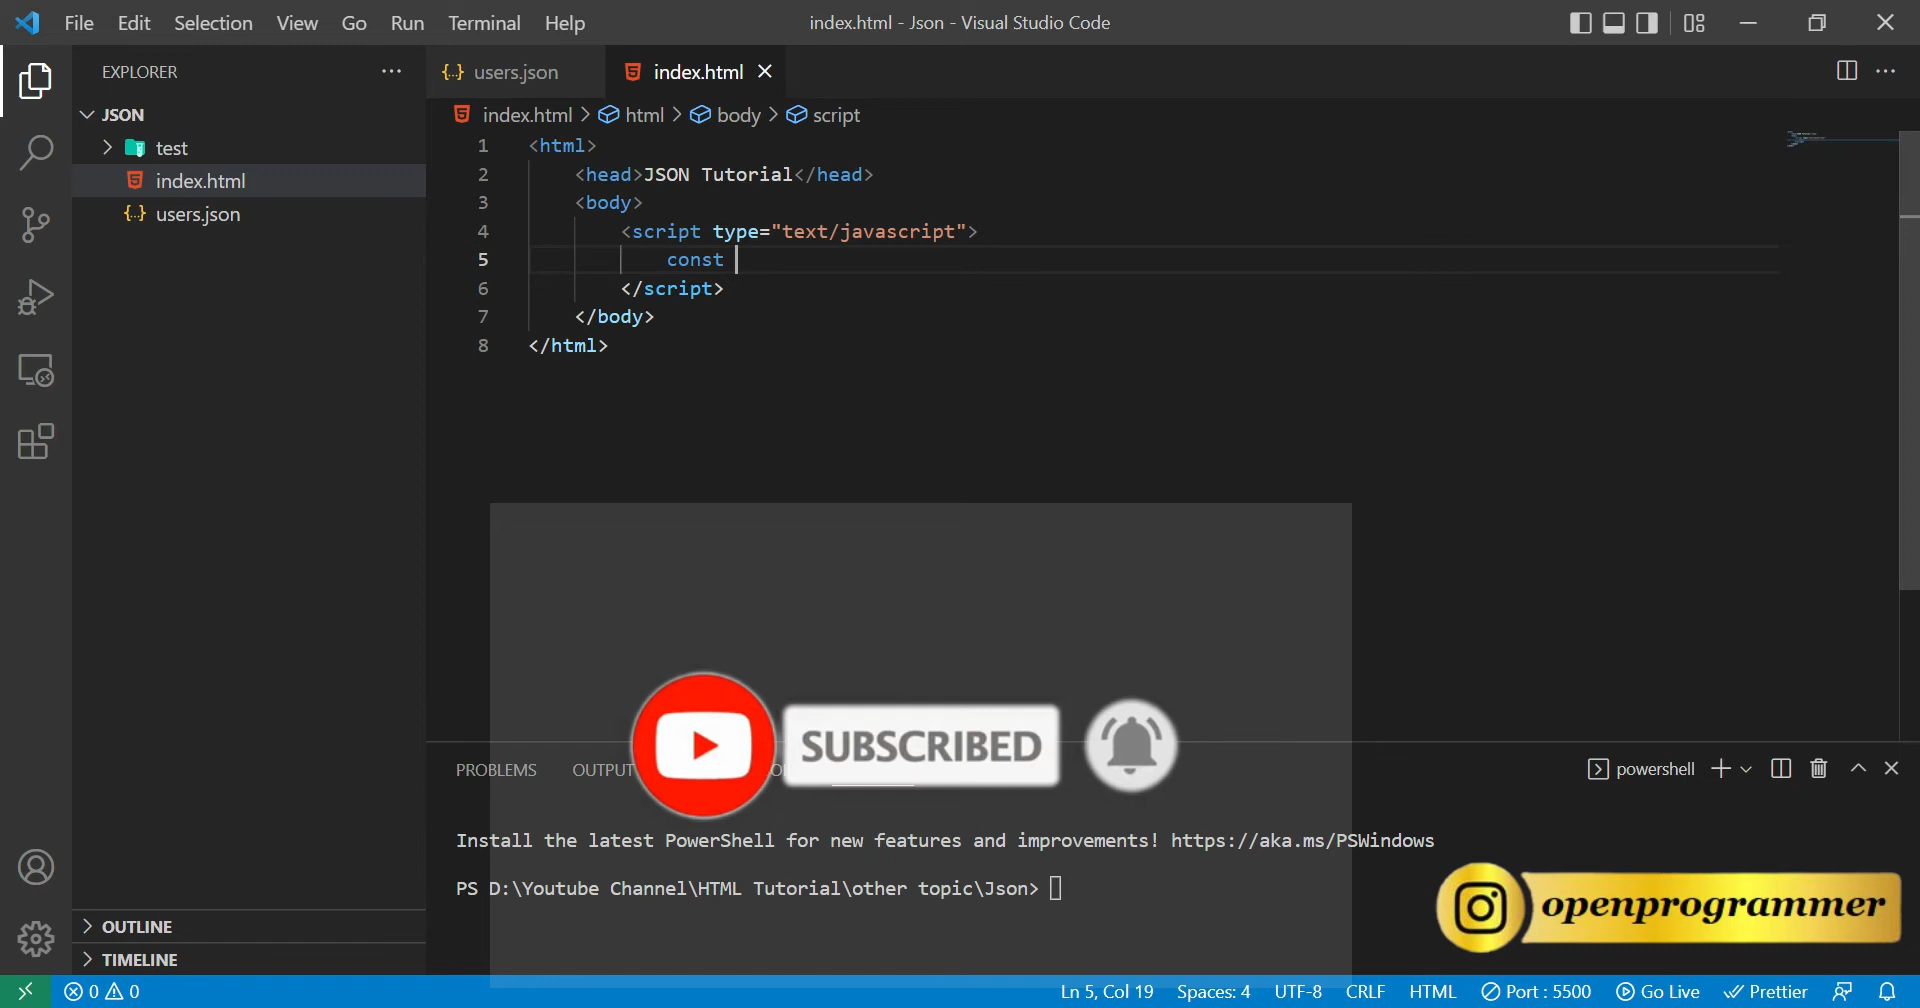 File Edit Selection View Go Run Terminal Help index.html - Json - Visual Studio Code
EXPLORER
JSON
test
index.html
users.json
OUTLINE
TIMELINE
users.json index.html
index.html > html > body > script
1 <html>
2 <head>JSON Tutorial</head>
3 <body>
4 <script type="text/javascript">
5 const
6 </script>
7 </body>
8 </html>
SUBSCRIBED
PROBLEMS OUTPUT powershell
Install the latest PowerShell for new features and improvements! https://aka.ms/PSWindows
PS D:\Youtube Channel\HTML Tutorial\other topic\Json>
openprogrammer
0 0 Ln 5, Col 19 Spaces: 4 UTF-8 CRLF HTML Port : 5500 Go Live Prettier